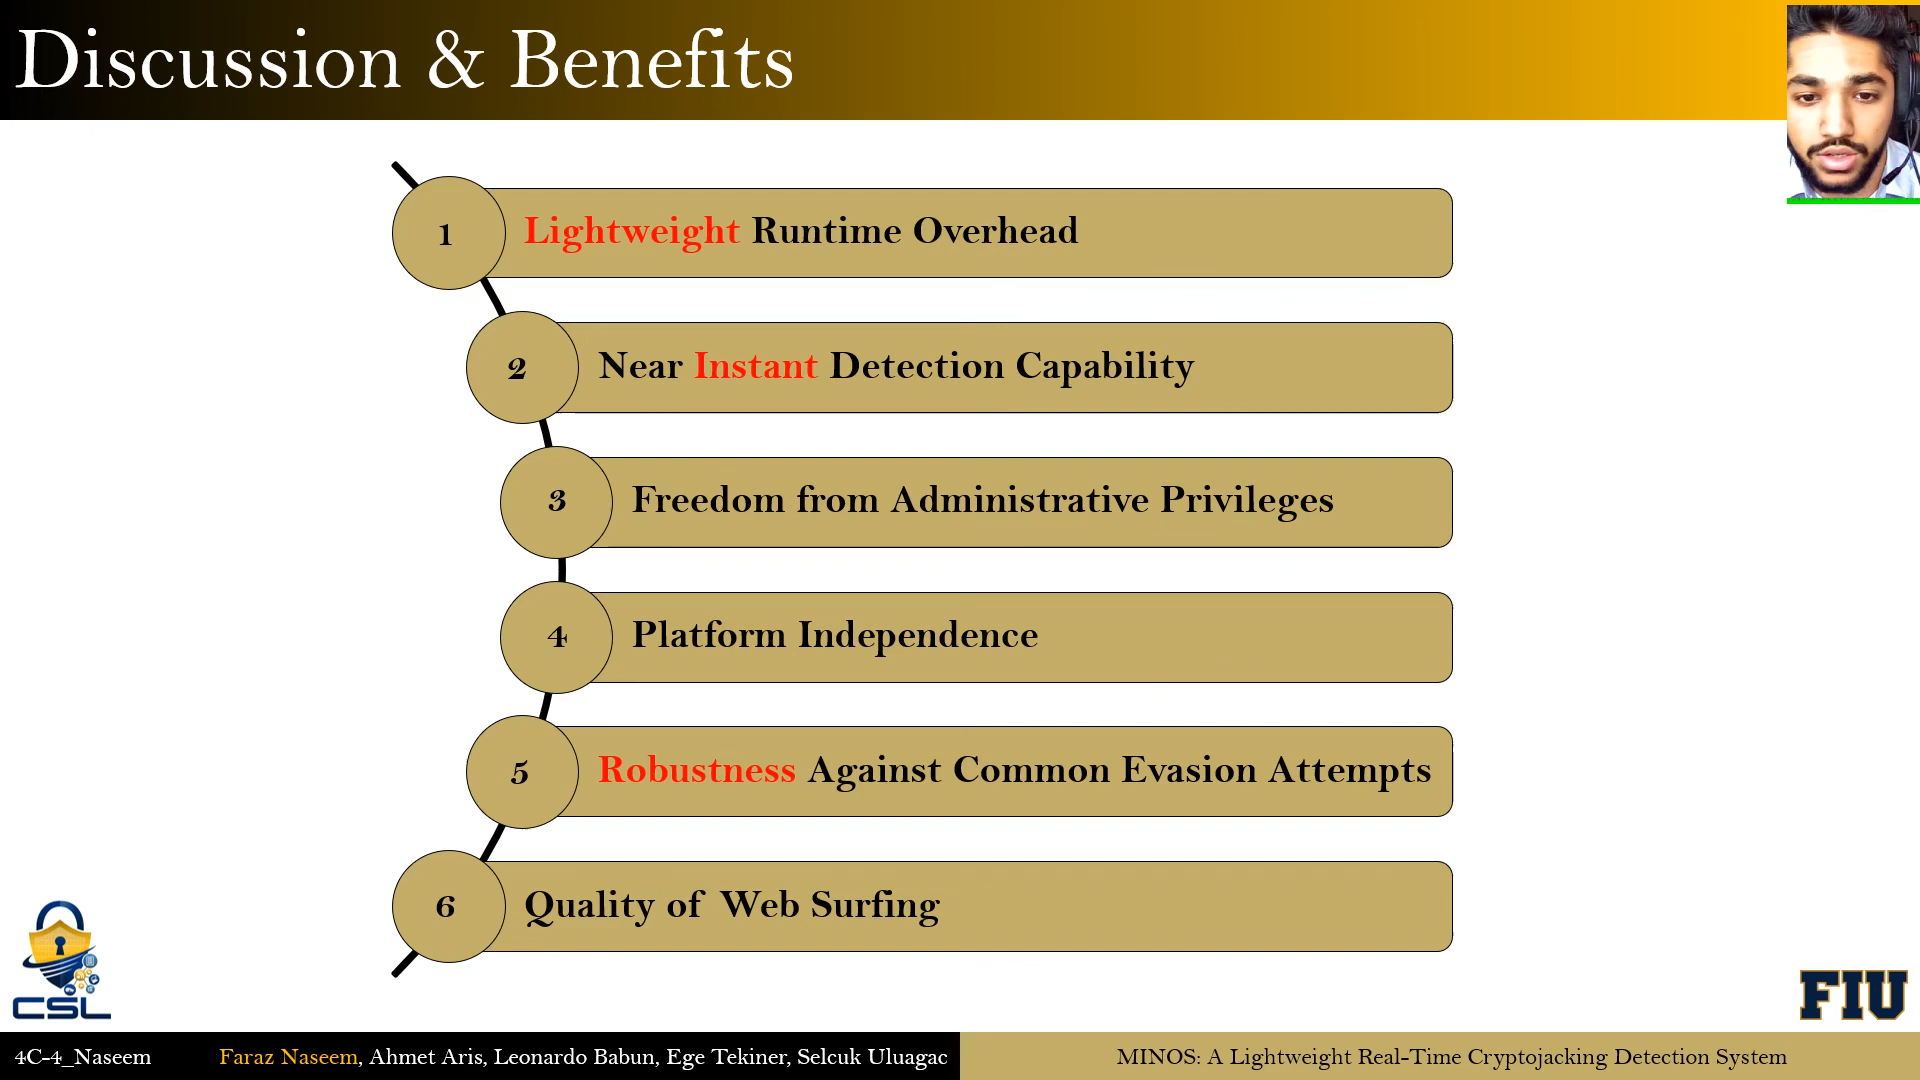 Discussion & Benefits
1 Lightweight Runtime Overhead
2 Near Instant Detection Capability
3 Freedom from Administrative Privileges
4 Platform Independence
5 Robustness Against Common Evasion Attempts
6 Quality of Web Surfing
CSL
FIU
4C-4_Naseem
Faraz Naseem, Ahmet Aris, Leonardo Babun, Ege Tekiner, Selcuk Uluagac
MINOS: A Lightweight Real-Time Cryptojacking Detection System